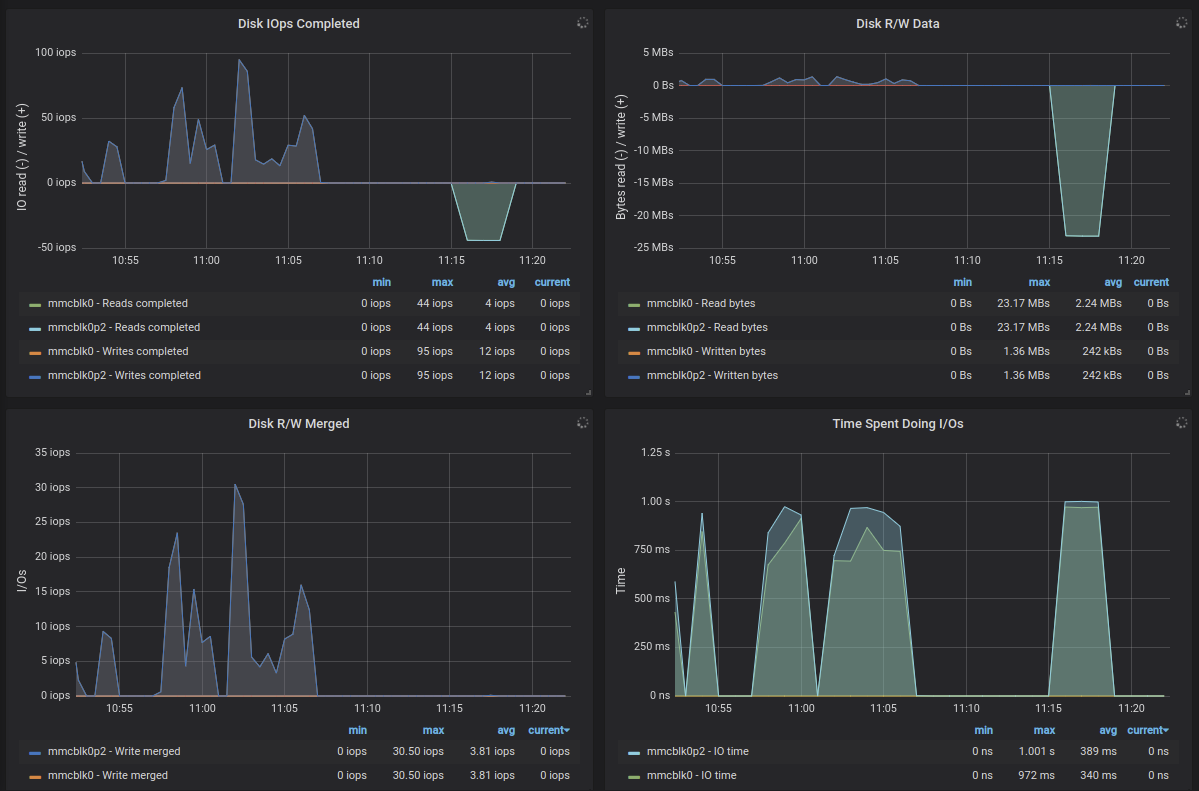 Disk IOps Completed
IO read (-) / write (+)
100 iops
50 iops
0 iops
-50 iops
10:55 11:00 11:05 11:10 11:15 11:20
min max avg current
mmcblk0 - Reads completed 0 iops 44 iops 4 iops 0 iops
mmcblk0p2 - Reads completed 0 iops 44 iops 4 iops 0 iops
mmcblk0 - Writes completed 0 iops 95 iops 12 iops 0 iops
mmcblk0p2 - Writes completed 0 iops 95 iops 12 iops 0 iops
Disk R/W Data
Bytes read (-) / write (+)
5 MBs
0 Bs
-5 MBs
-10 MBs
-15 MBs
-20 MBs
-25 MBs
10:55 11:00 11:05 11:10 11:15 11:20
min max avg current
mmcblk0 - Read bytes 0 Bs 23.17 MBs 2.24 MBs 0 Bs
mmcblk0p2 - Read bytes 0 Bs 23.17 MBs 2.24 MBs 0 Bs
mmcblk0 - Written bytes 0 Bs 1.36 MBs 242 kBs 0 Bs
mmcblk0p2 - Written bytes 0 Bs 1.36 MBs 242 kBs 0 Bs
Disk R/W Merged
I/Os
35 iops
30 iops
25 iops
20 iops
15 iops
10 iops
5 iops
0 iops
10:55 11:00 11:05 11:10 11:15 11:20
min max avg current
mmcblk0p2 - Write merged 0 iops 30.50 iops 3.81 iops 0 iops
mmcblk0 - Write merged 0 iops 30.50 iops 3.81 iops 0 iops
Time Spent Doing I/Os
Time
1.25 s
1.00 s
750 ms
500 ms
250 ms
0 ns
10:55 11:00 11:05 11:10 11:15 11:20
min max avg current
mmcblk0p2 - IO time 0 ns 1.001 s 389 ms 0 ns
mmcblk0 - IO time 0 ns 972 ms 340 ms 0 ns